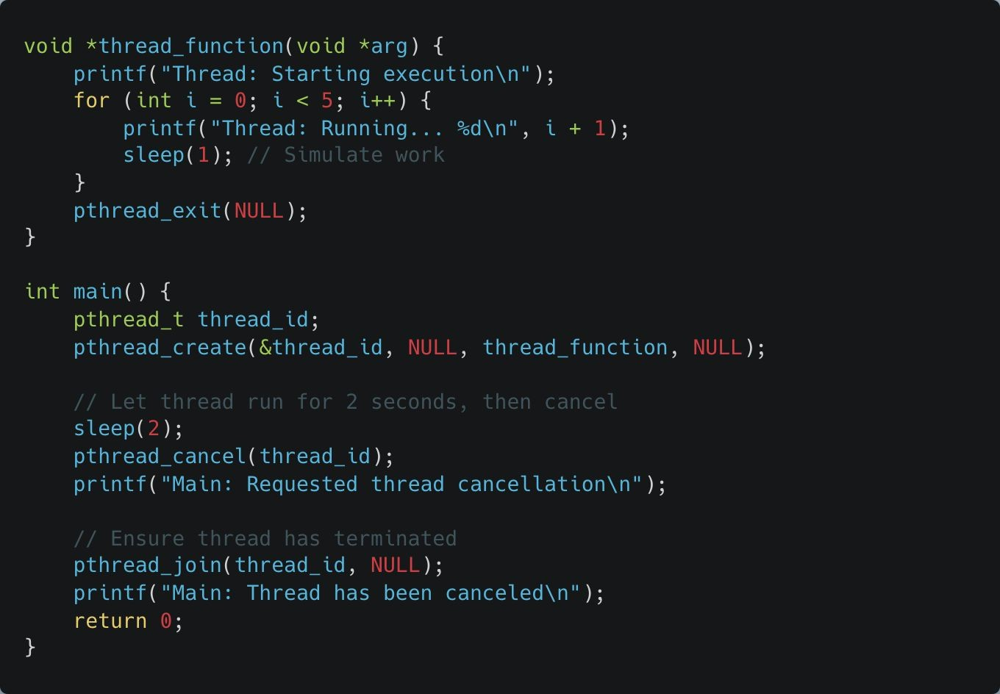 void *thread_function(void *arg) {
    printf("Thread: Starting execution\n");
    for (int i = 0; i < 5; i++) {
        printf("Thread: Running... %d\n", i + 1);
        sleep(1); // Simulate work
    }
    pthread_exit(NULL);
}

int main() {
    pthread_t thread_id;
    pthread_create(&thread_id, NULL, thread_function, NULL);

    // Let thread run for 2 seconds, then cancel
    sleep(2);
    pthread_cancel(thread_id);
    printf("Main: Requested thread cancellation\n");

    // Ensure thread has terminated
    pthread_join(thread_id, NULL);
    printf("Main: Thread has been canceled\n");
    return 0;
}